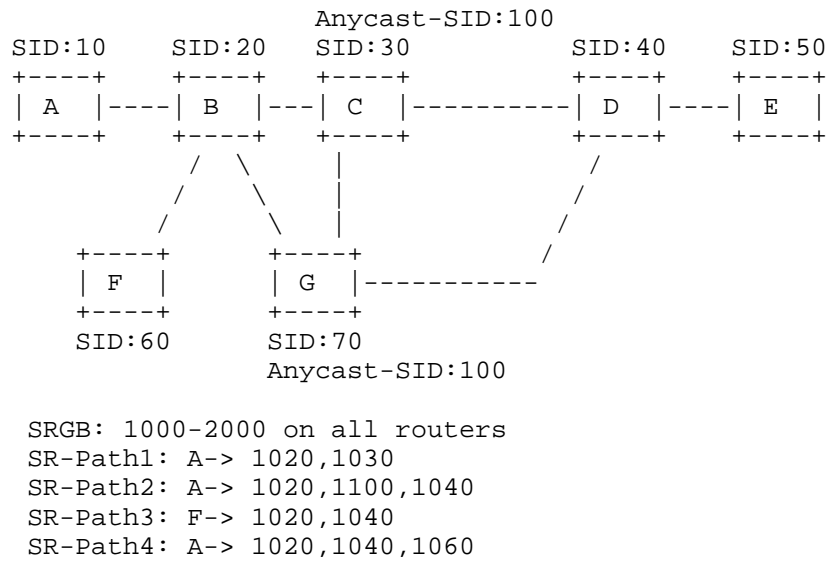 Anycast-SID:100
SID:10 SID:20 SID:30 SID:40 SID:50
A B C D E
F G
SID:60 SID:70
Anycast-SID:100
SRGB: 1000-2000 on all routers
SR-Path1: A-> 1020,1030
SR-Path2: A-> 1020,1100,1040
SR-Path3: F-> 1020,1040
SR-Path4: A-> 1020,1040,1060